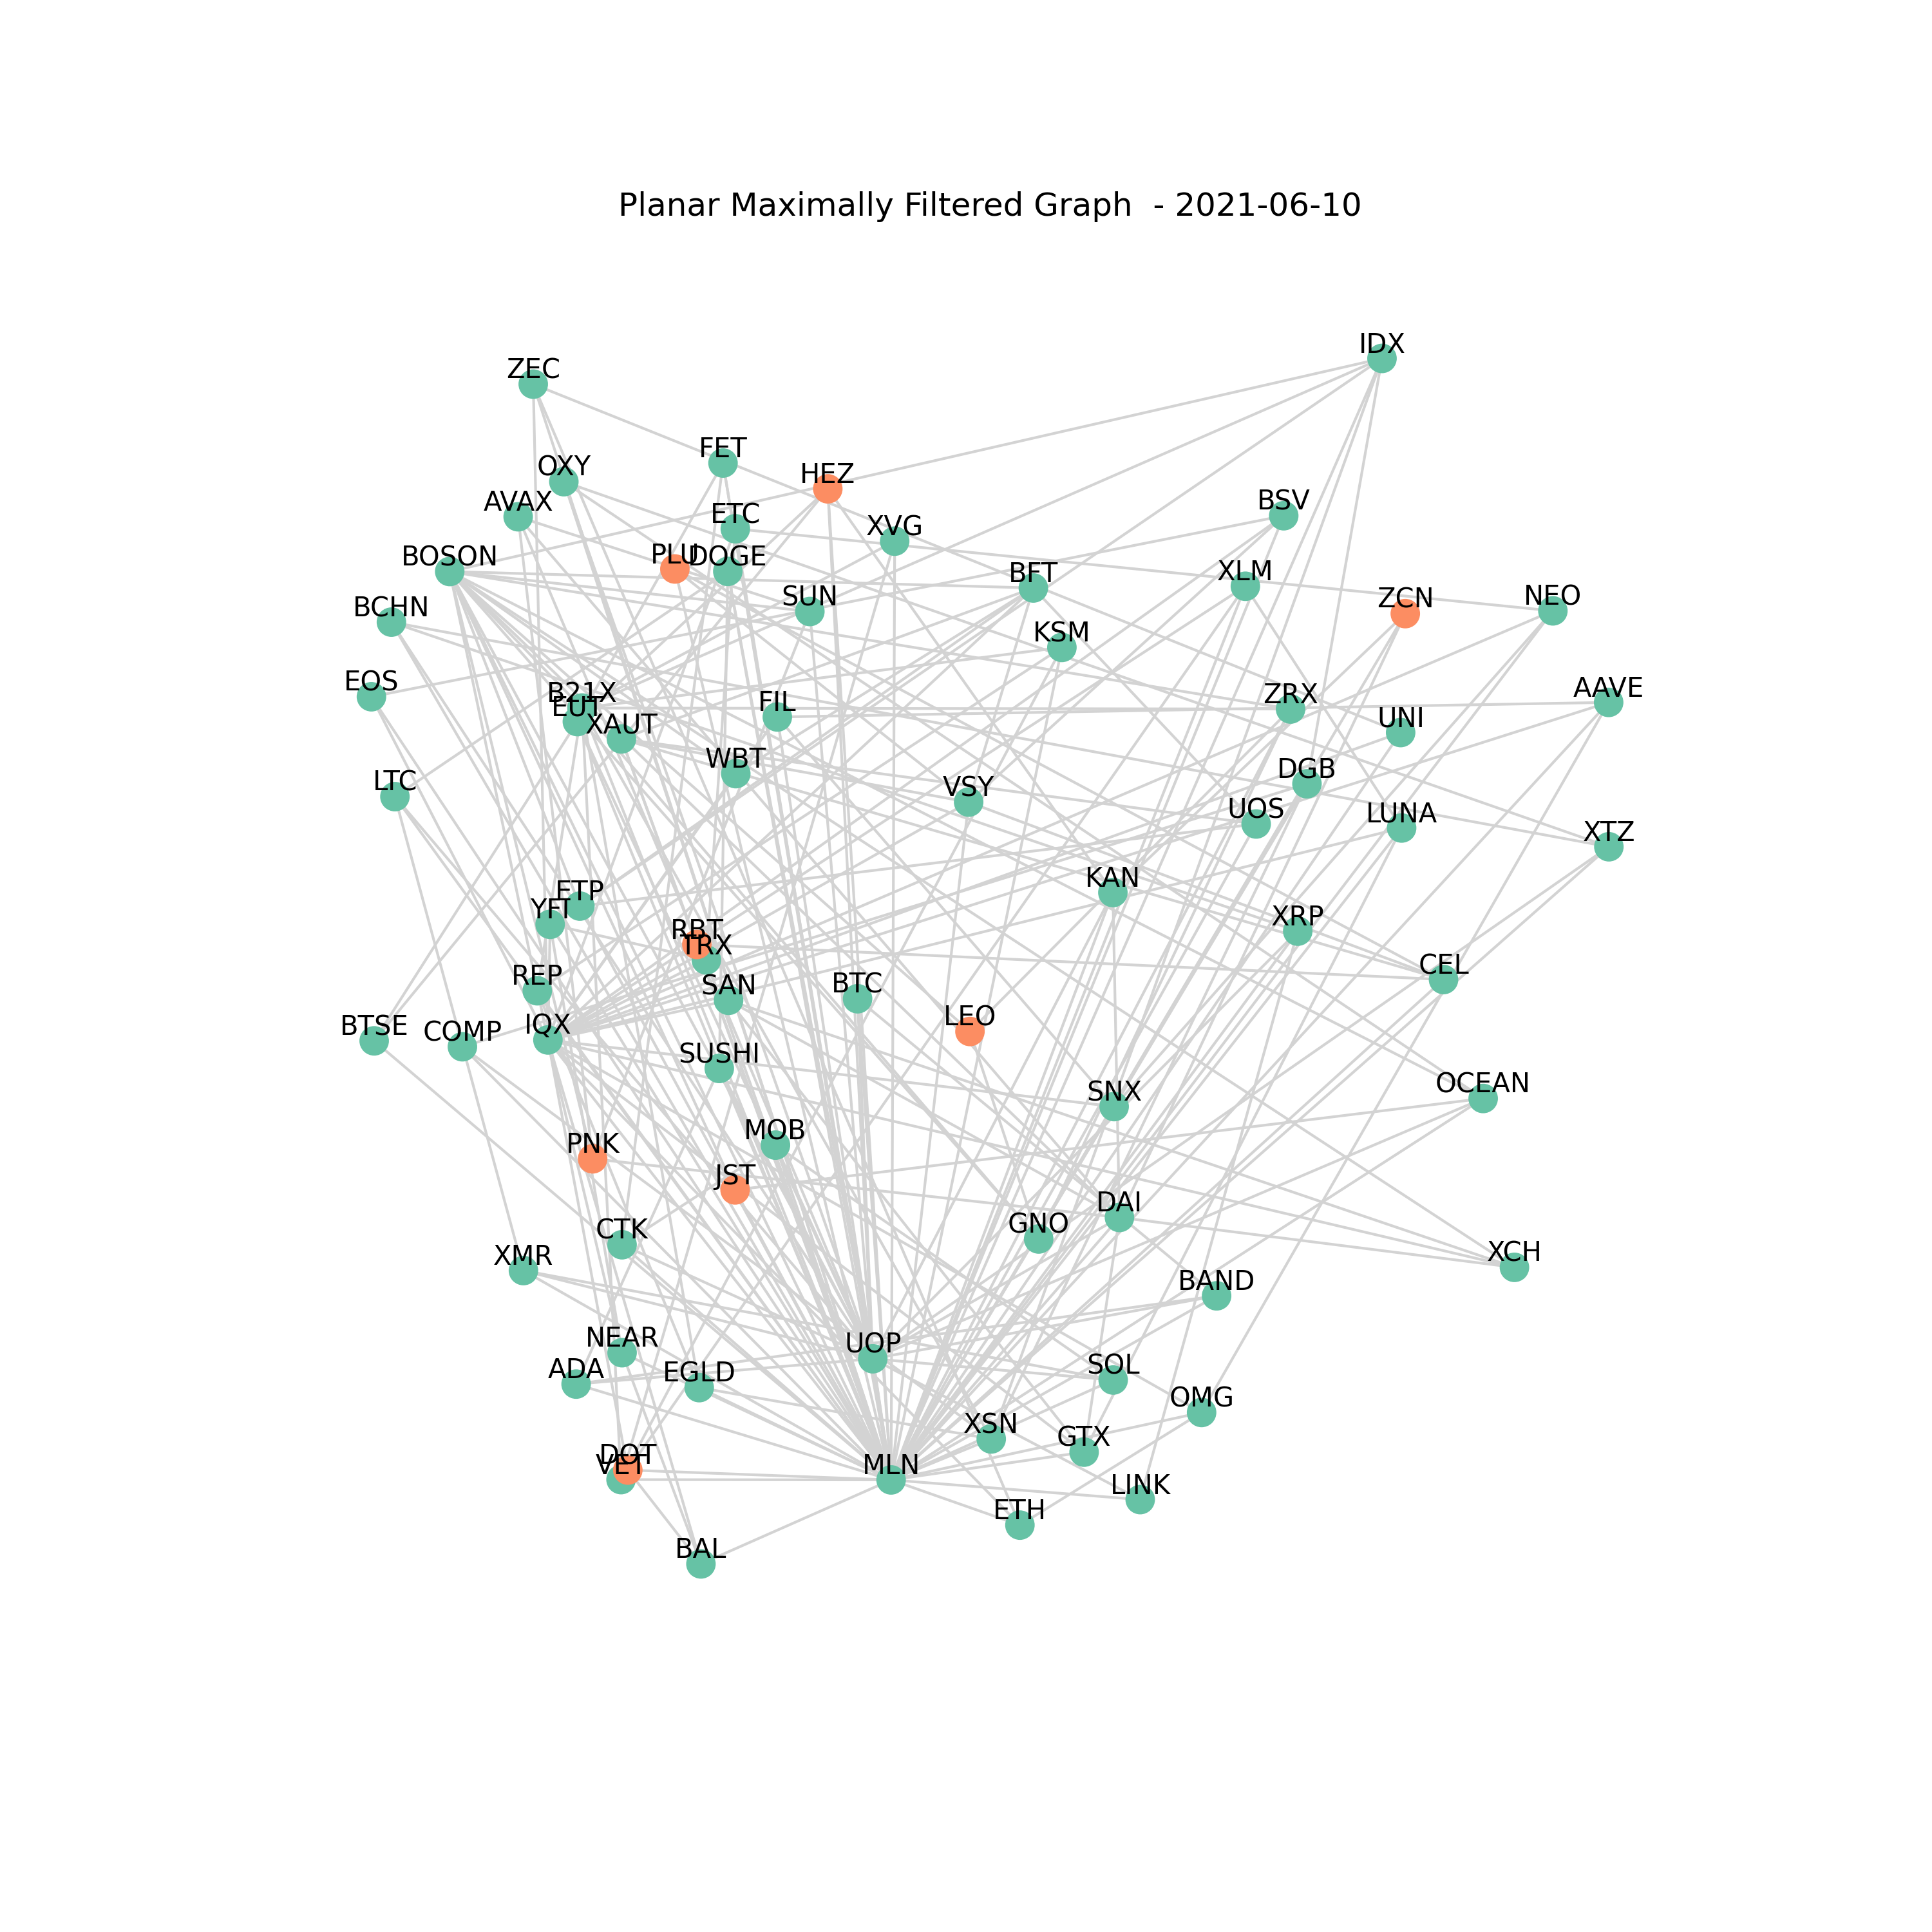 Planar Maximally Filtered Graph - 2021-06-10
IDX
ZEC
FET
OXY
HEZ
AVAX
ETC
XVG
BSV
BOSON
PLU
DOGE
BFT
XLM
BCHN
SUN
ZCN
NEO
KSM
EOS
B21X
EUT
FIL
ZRX
AAVE
XAUT
UNI
WBT
LTC
VSY
DGB
UOS
LUNA
XTZ
FTP
YFI
KAN
RBT
TRX
XRP
REP
SAN
BTC
CEL
BTSE
COMP
IQX
LEO
SUSHI
OCEAN
SNX
PNK
MOB
JST
DAI
CTK
GNO
XMR
XCH
BAND
NEAR
UOP
ADA
EGLD
SOL
OMG
XSN
GTX
DOT
VET
MLN
LINK
ETH
BAL